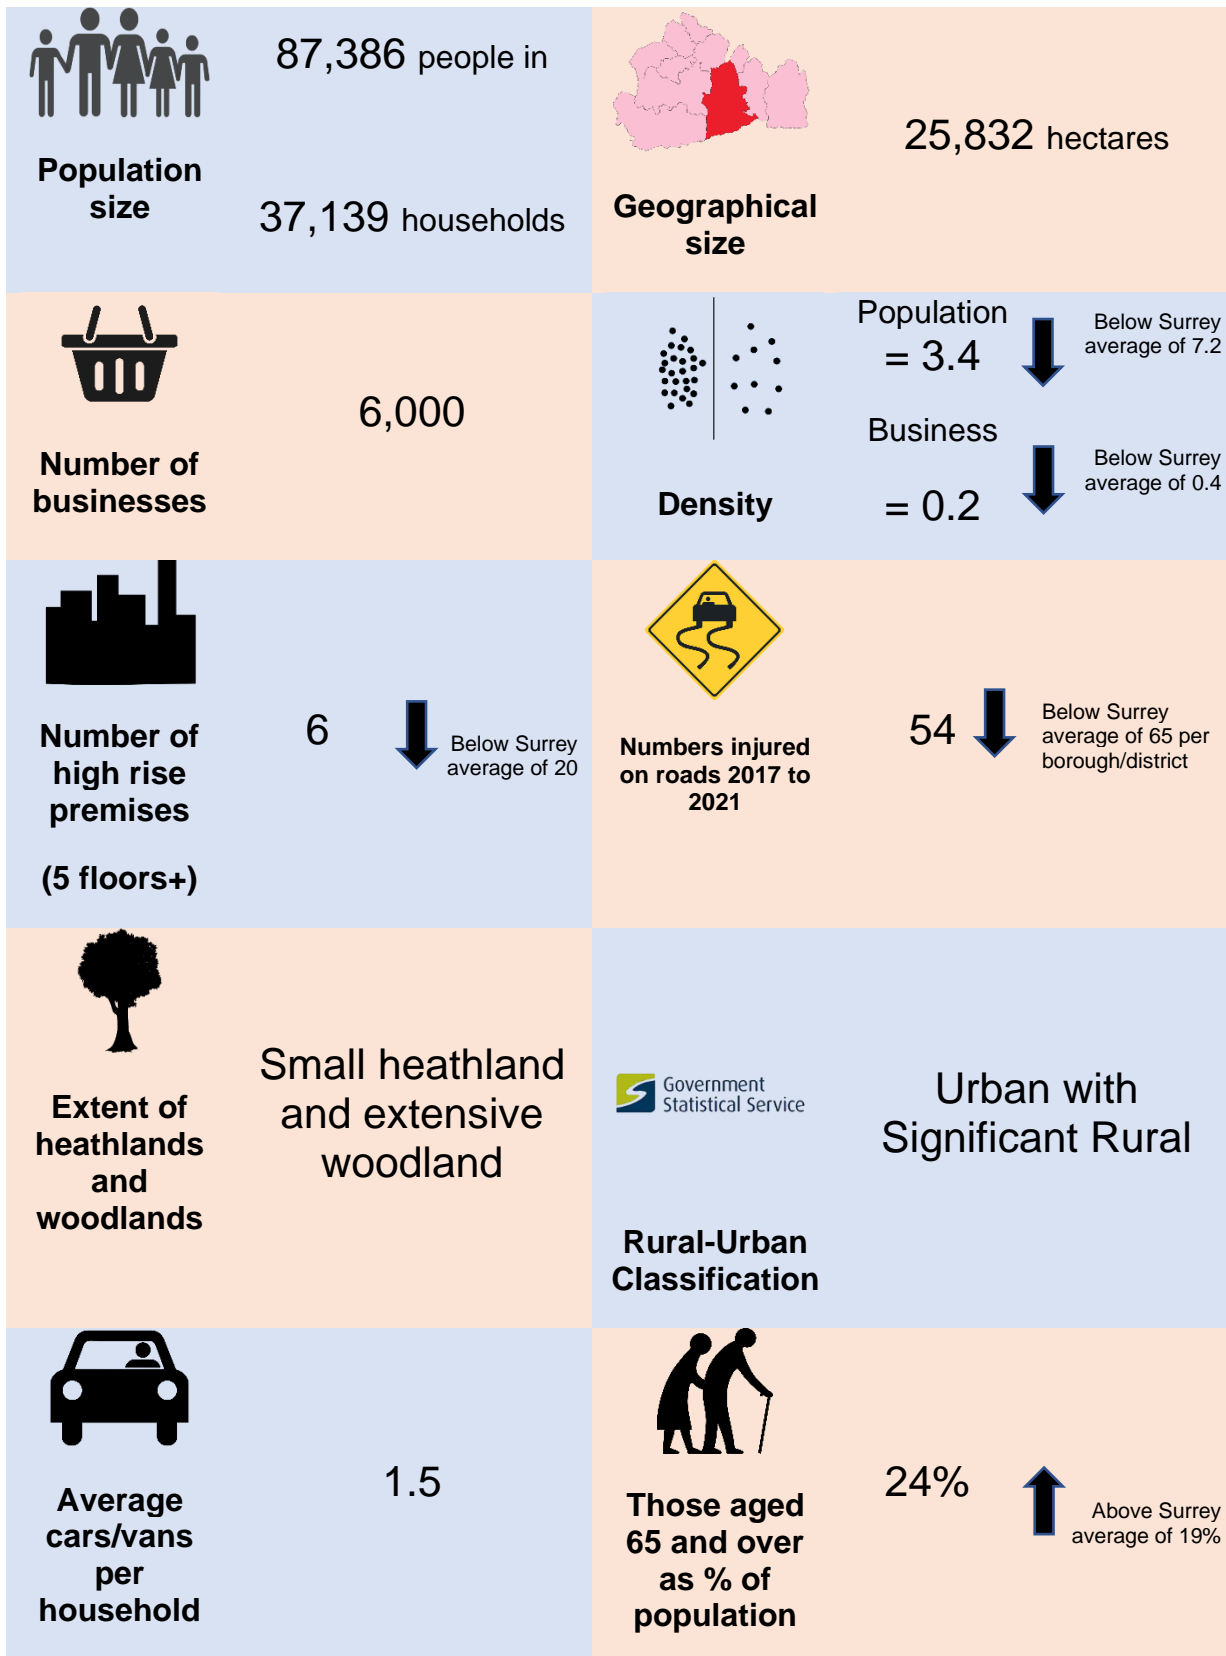 87,386 people in
Population
size
37,139 households
25,832 hectares
Geographical
size
Number of
businesses
6,000
Density
Population
= 3.4
Below Surrey
average of 7.2
Business
= 0.2
Below Surrey
average of 0.4
Number of
high rise
premises
(5 floors+)
6
Below Surrey
average of 20
Numbers injured
on roads 2017 to
2021
54
Below Surrey
average of 65 per
borough/district
Extent of
heathlands
and
woodlands
Small heathland
and extensive
woodland
Government
Statistical Service
Rural-Urban
Classification
Urban with
Significant Rural
Average
cars/vans
per
household
1.5
Those aged
65 and over
as % of
population
24%
Above Surrey
average of 19%